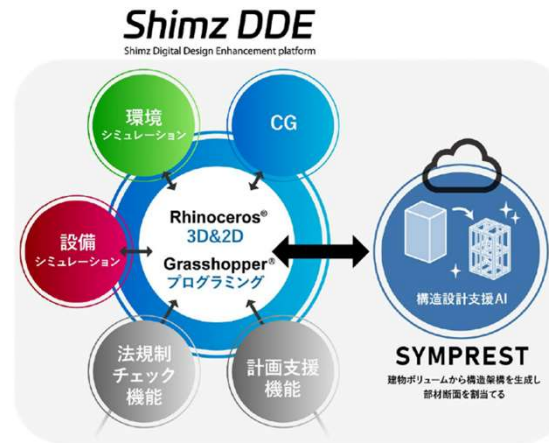 Shimz DDE
Shimz Digital Design Enhancement platform
環境
シミュレーション
CG
設備
シミュレーション
Rhinoceros®
3D&2D
Grasshopper®
プログラミング
法規制
チェック
機能
計画支援
機能
構造設計支援AI
SYMPREST
建物ボリュームから構造架構を生成し
部材断面を割当てる